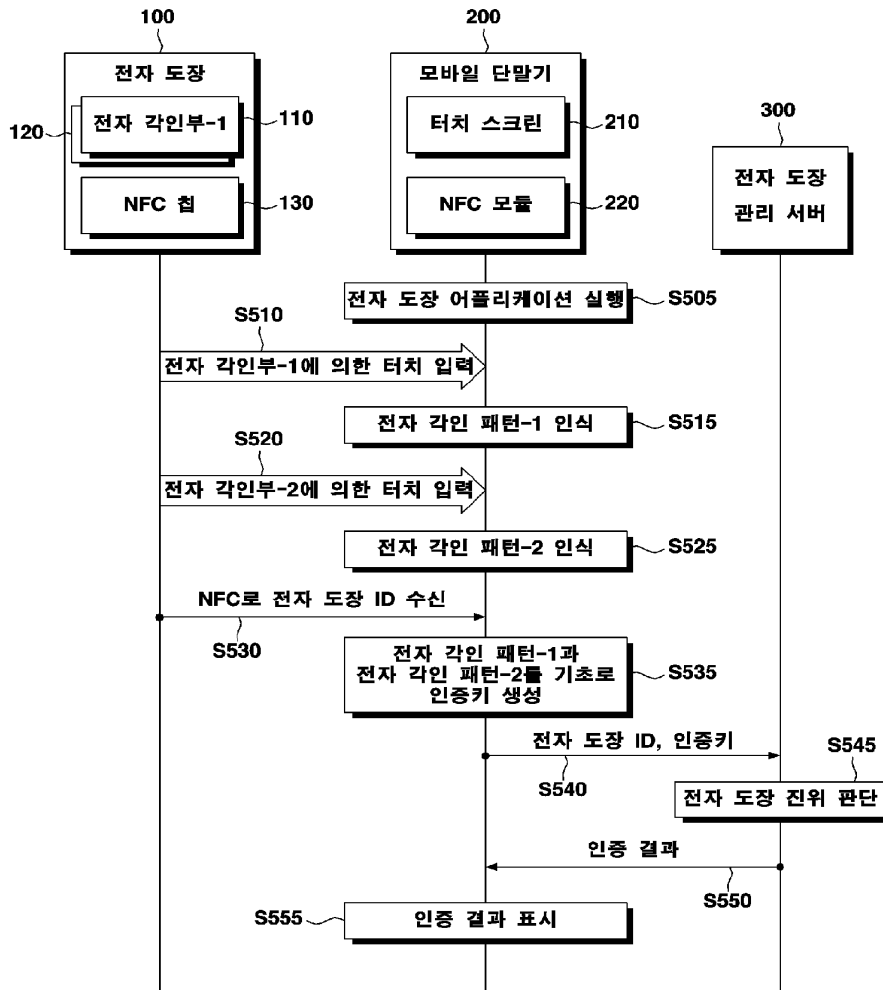 100
200
전자 도장
모바일 단말기
120
전자 각인부-1
110
터치 스크린
210
300
NFC 칩
130
NFC 모듈
220
전자 도장
관리 서버
전자 도장 어플리케이션 실행
S505
S510
전자 각인부-1에 의한 터치 입력
전자 각인 패턴-1 인식
S515
S520
전자 각인부-2에 의한 터치 입력
전자 각인 패턴-2 인식
S525
NFC로 전자 도장 ID 수신
S530
전자 각인 패턴-1과
전자 각인 패턴-2를 기초로
인증키 생성
S535
전자 도장 ID, 인증키
S540
S545
전자 도장 진위 판단
인증 결과
S550
S555
인증 결과 표시